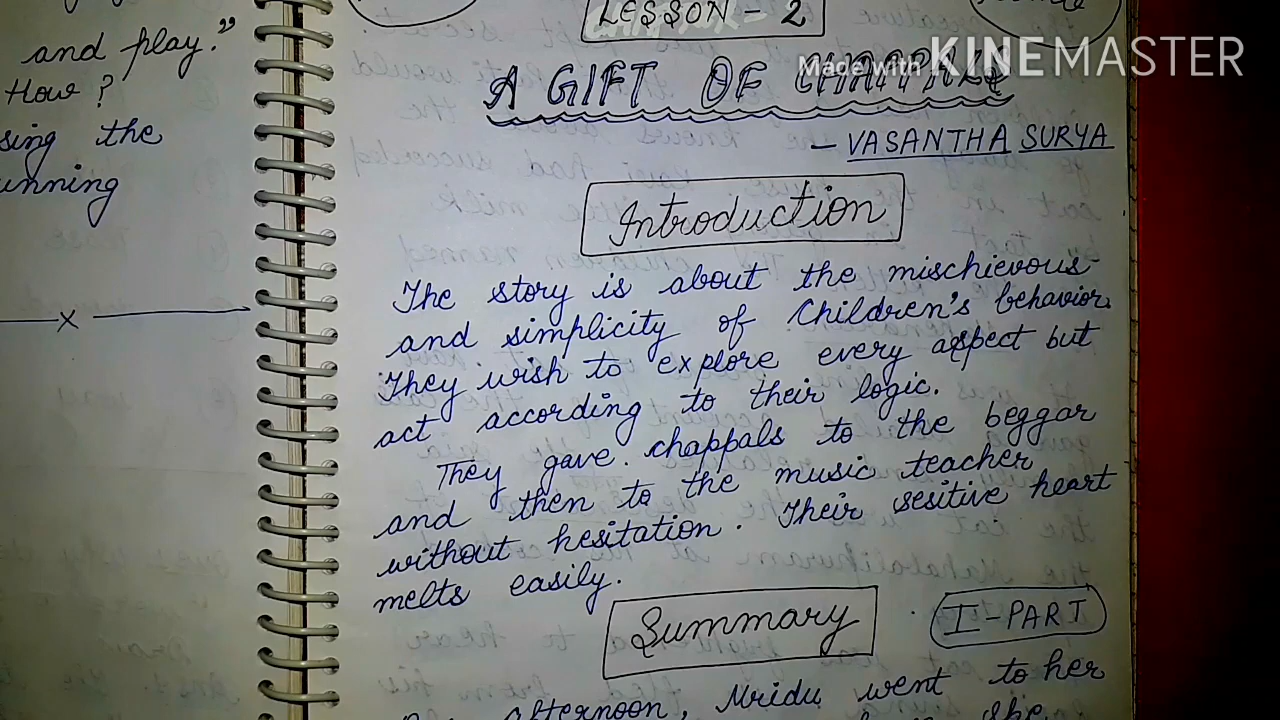 and play."
How?
sing the
unning
LESSON - 2
Made with KINEMASTER
A GIFT OF CHAPPALS
- VASANTHA SURYA
Introduction
The story is about the mischievous
and simplicity of Children's behavior.
They wish to explore every aspect but
act according to their logic.
They gave. chappals to the beggar
and then to the music teacher
without hesitation. Their sesitive heart
melts easily.
Summary
I-PART
afternoon, Mridu went to her
she